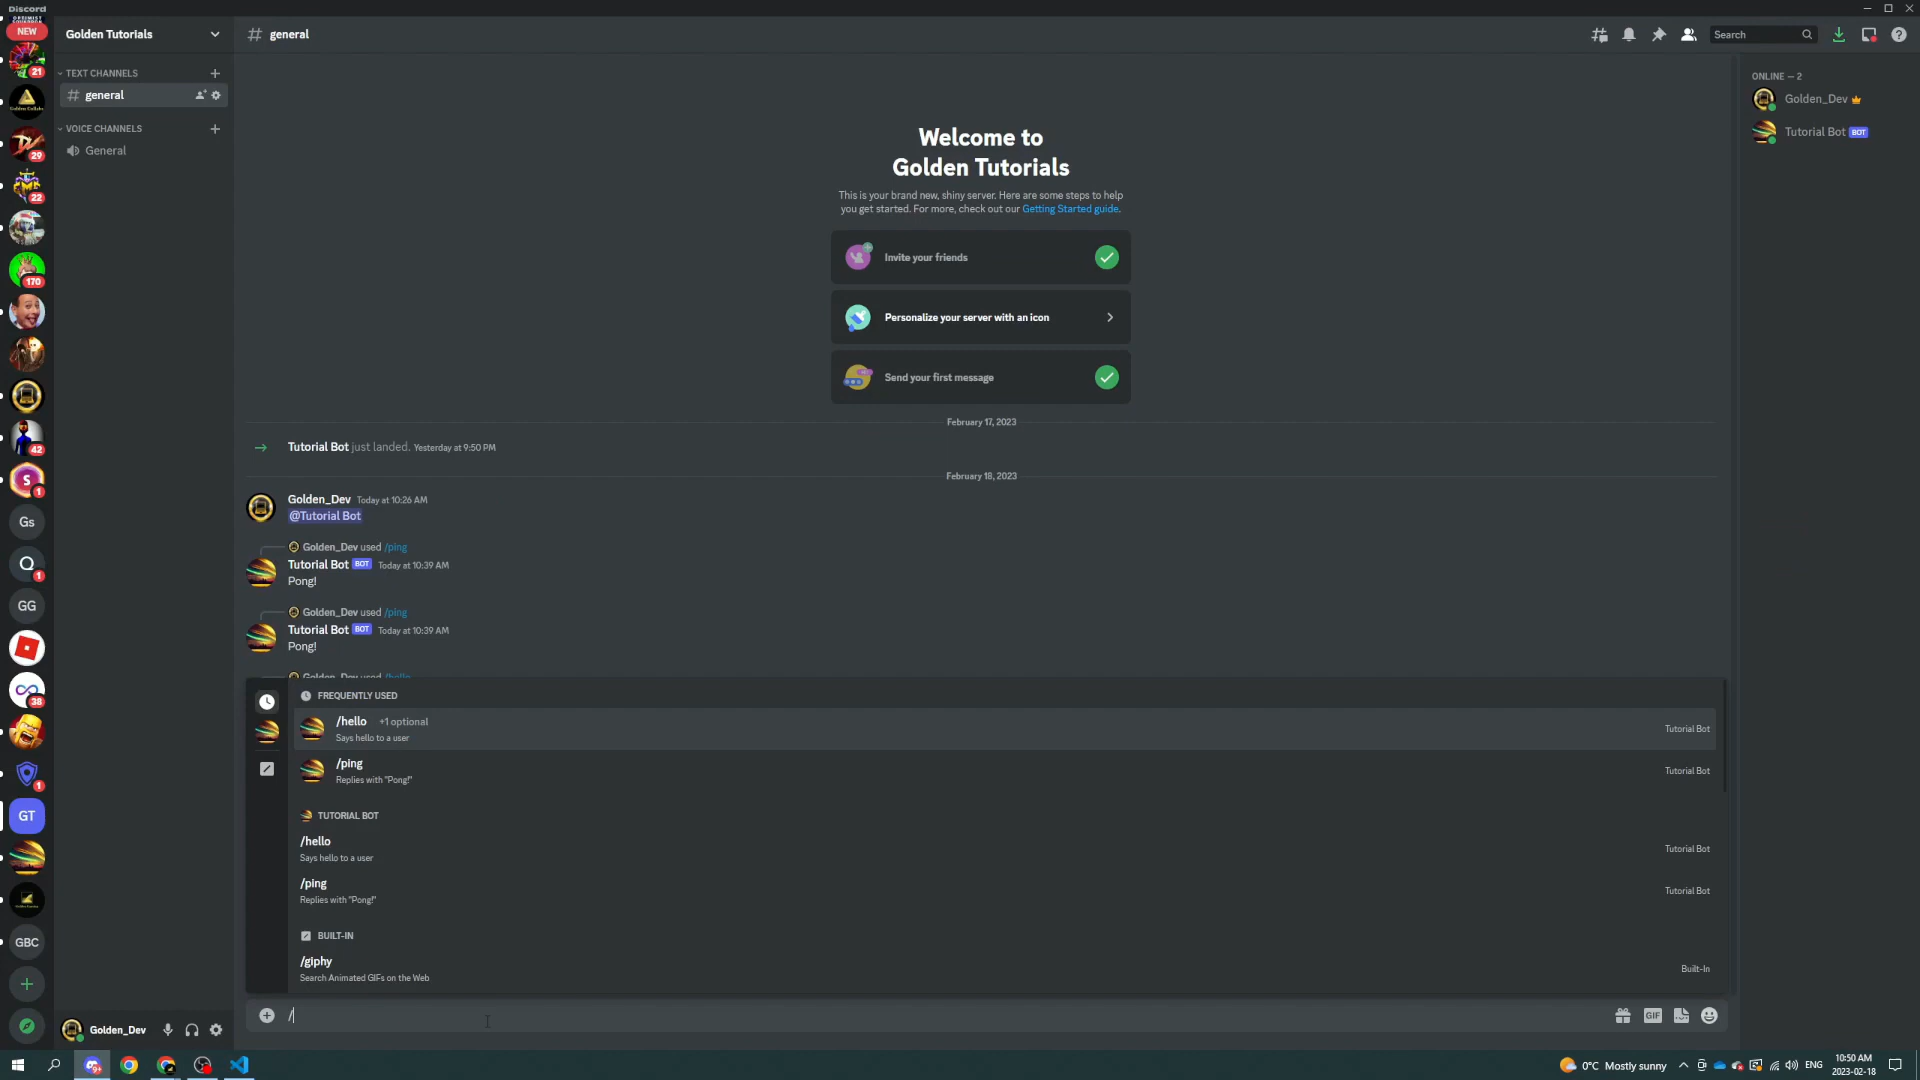 Discord
NEW
21
29
22
170
42
S
1
Gs
Q
1
GG
38
1
GT
GBC
Golden Tutorials
TEXT CHANNELS
general
VOICE CHANNELS
General
Golden_Dev
general
Search
Welcome to
Golden Tutorials
This is your brand new, shiny server. Here are some steps to help
you get started. For more, check out our Getting Started guide.
Invite your friends
Personalize your server with an icon
Send your first message
February 17, 2023
Tutorial Bot just landed. Yesterday at 9:50 PM
February 18, 2023
Golden_Dev Today at 10:26 AM
@Tutorial Bot
Golden_Dev used /ping
Tutorial Bot BOT Today at 10:39 AM
Pong!
Golden_Dev used /ping
Tutorial Bot BOT Today at 10:39 AM
Pong!
Golden_Dev used /hello
FREQUENTLY USED
/hello +1 optional
Says hello to a user
Tutorial Bot
/ping
Replies with "Pong!"
Tutorial Bot
TUTORIAL BOT
/hello
Says hello to a user
Tutorial Bot
/ping
Replies with "Pong!"
Tutorial Bot
BUILT-IN
/giphy
Search Animated GIFs on the Web
Built-In
/
GIF
ONLINE — 2
Golden_Dev
Tutorial Bot BOT
9+
0°C Mostly sunny
ENG
10:50 AM
2023-02-18